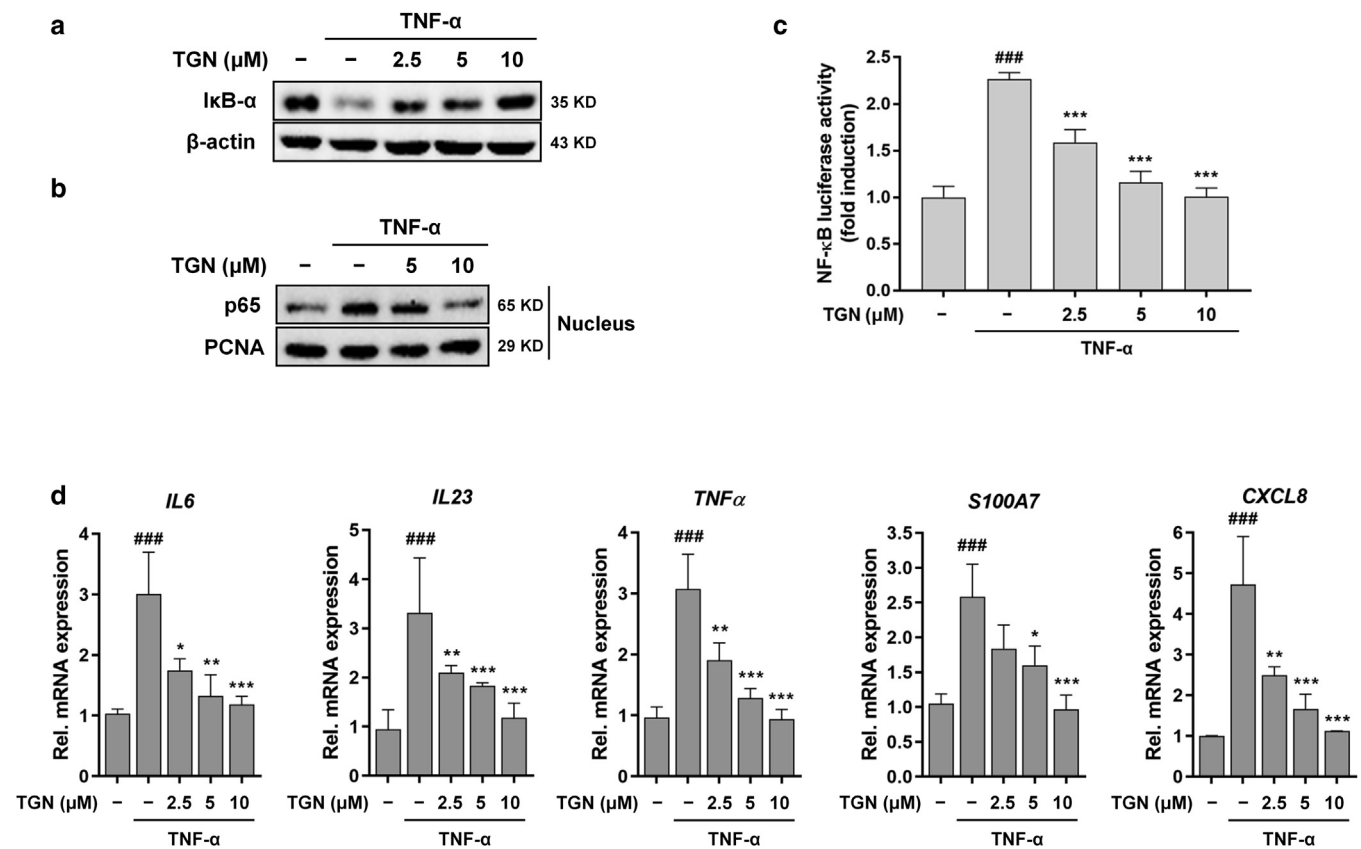 a
TNF-α
TGN (μM) – – 2.5 5 10
IκB-α 35 KD
β-actin 43 KD
b
TNF-α
TGN (μM) – – 5 10
p65 65 KD
PCNA 29 KD
Nucleus
c
NF-κB luciferase activity
(fold induction)
2.5
2.0
1.5
1.0
0.5
0.0
###
***
***
***
TGN (μM) – – 2.5 5 10
TNF-α
d
IL6
Rel. mRNA expression
4
3
2
1
0
###
*
**
***
TGN (μM) – – 2.5 5 10
TNF-α
IL23
Rel. mRNA expression
5
4
3
2
1
0
###
**
***
***
TGN (μM) – – 2.5 5 10
TNF-α
TNFα
Rel. mRNA expression
4
3
2
1
0
###
**
***
***
TGN (μM) – – 2.5 5 10
TNF-α
S100A7
Rel. mRNA expression
3.5
3.0
2.5
2.0
1.5
1.0
0.5
0.0
###
*
***
TGN (μM) – – 2.5 5 10
TNF-α
CXCL8
Rel. mRNA expression
6
5
4
3
2
1
0
###
**
***
***
TGN (μM) – – 2.5 5 10
TNF-α